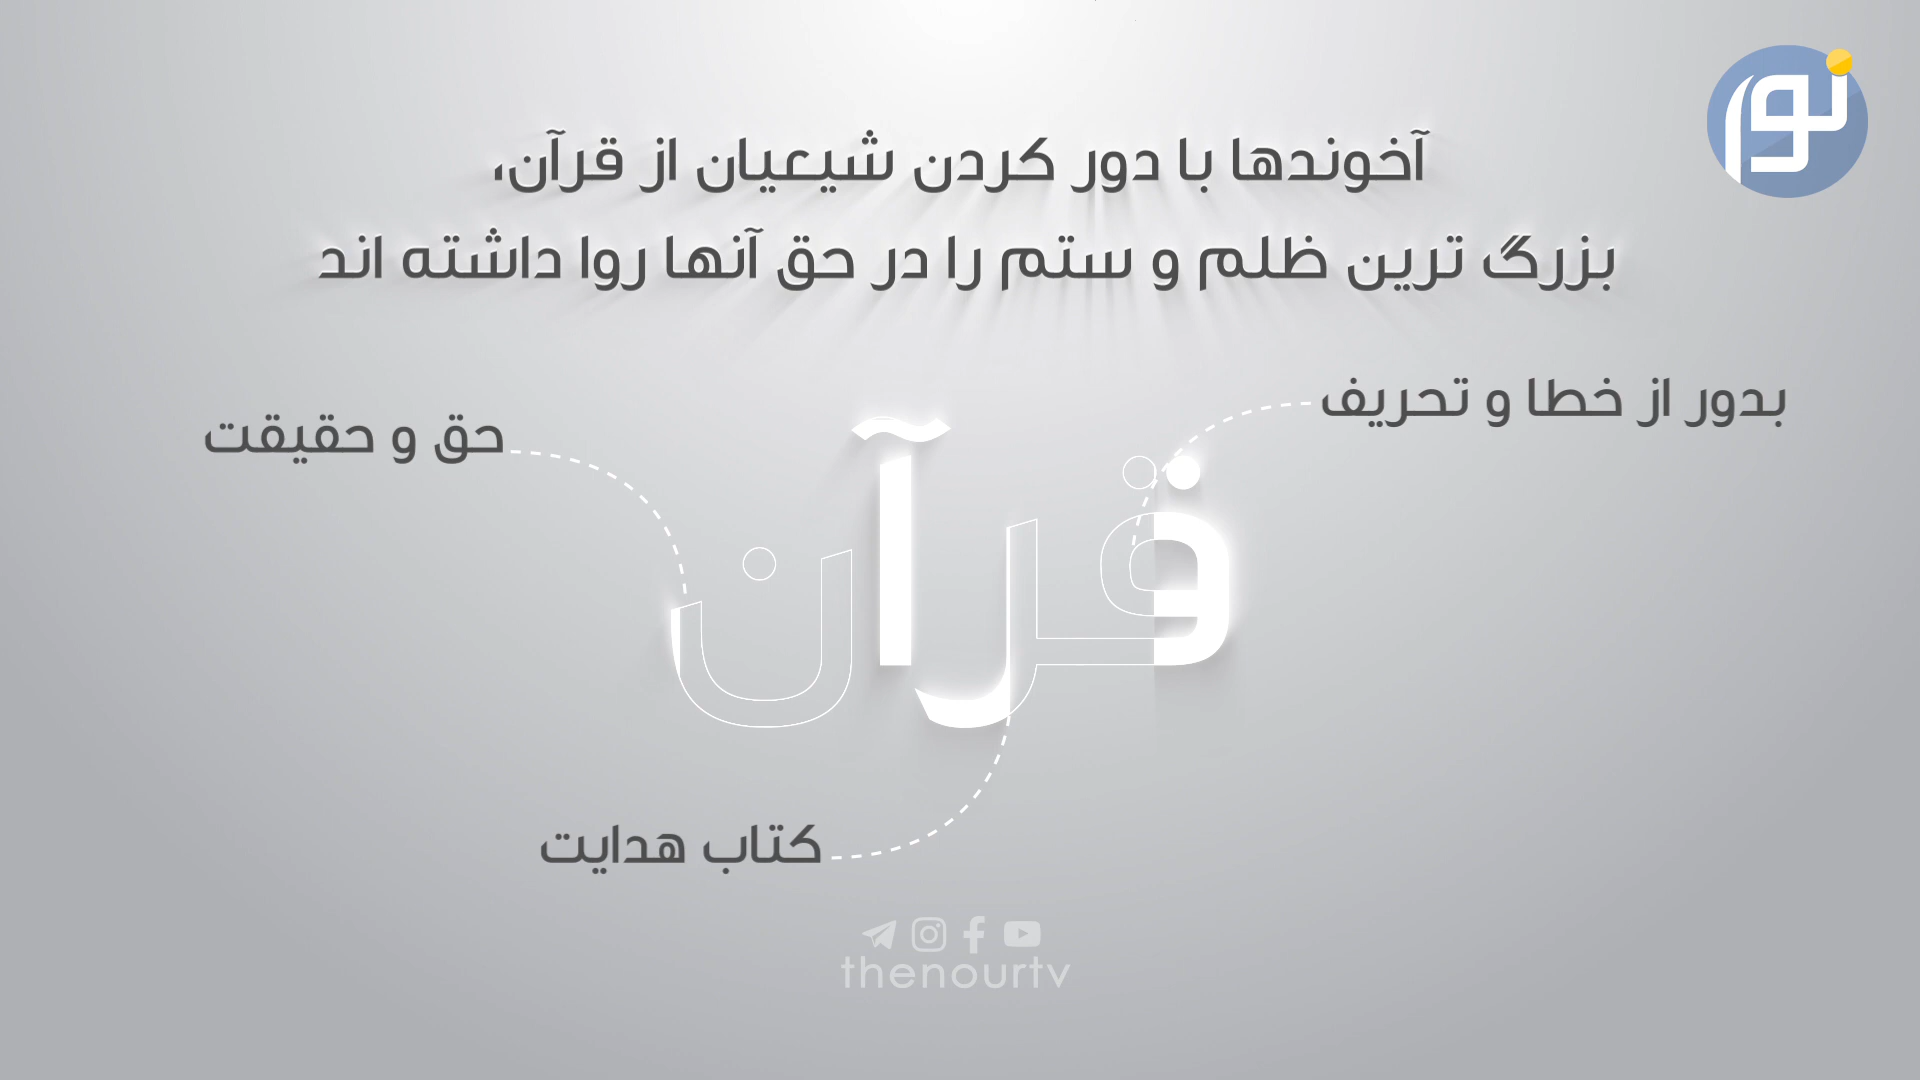 نور
آخوندها با دور کردن شیعیان از قرآن،
بزرگ ترین ظلم و ستم را در حق آنها روا داشته اند
بدور از خطا و تحریف
حق و حقیقت
قرآن
کتاب هدایت
thenourtv